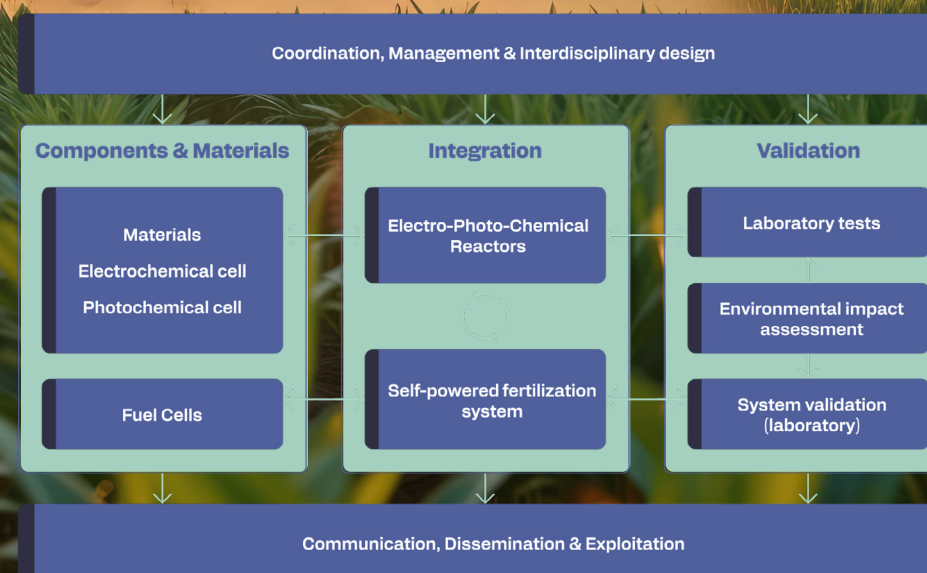 Coordination, Management & Interdisciplinary design
Components & Materials
Materials
Electrochemical cell
Photochemical cell
Fuel Cells
Integration
Electro-Photo-Chemical
Reactors
Self-powered fertilization
system
Validation
Laboratory tests
Environmental impact
assessment
System validation
(laboratory)
Communication, Dissemination & Exploitation